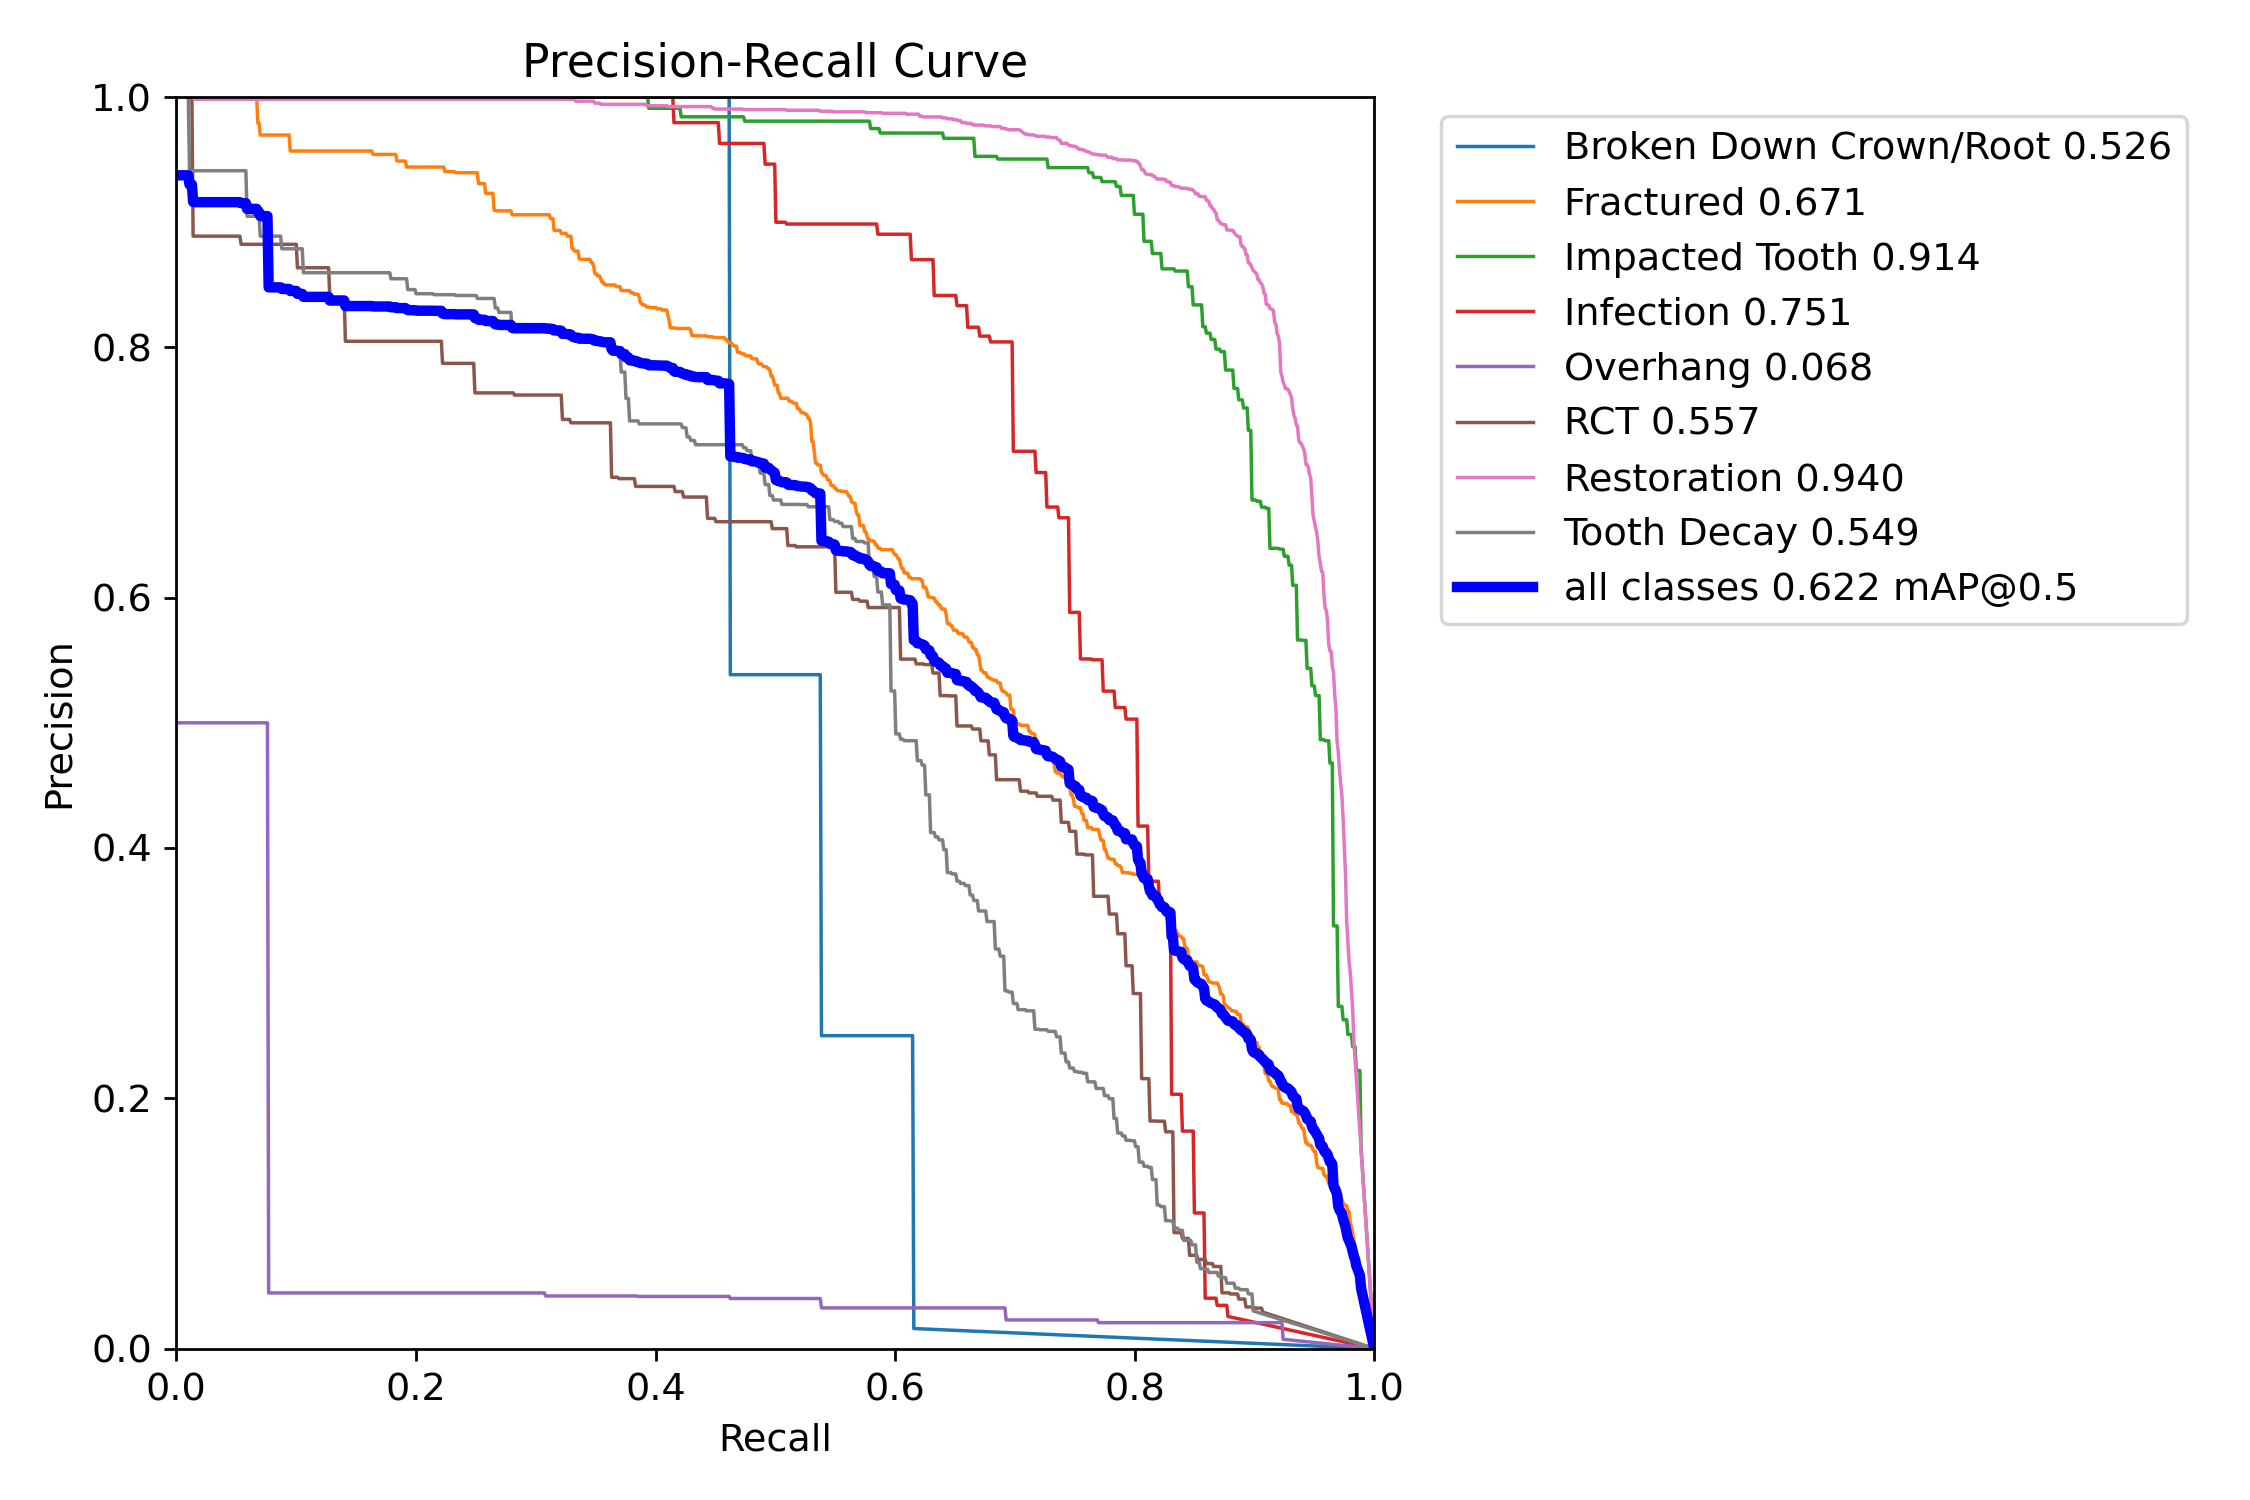 Precision-Recall Curve
1.0
0.8
0.6
0.4
0.2
0.0
Precision
0.0 0.2 0.4 0.6 0.8 1.0
Recall
Broken Down Crown/Root 0.526
Fractured 0.671
Impacted Tooth 0.914
Infection 0.751
Overhang 0.068
RCT 0.557
Restoration 0.940
Tooth Decay 0.549
all classes 0.622 mAP@0.5